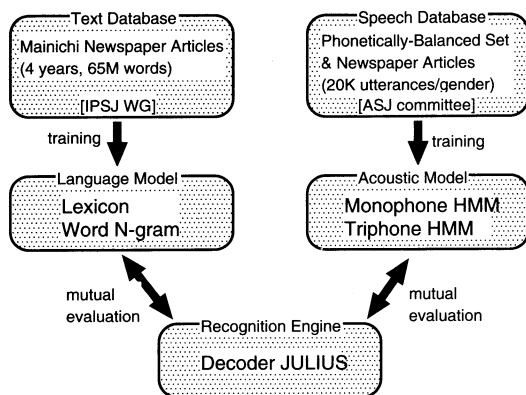 Text Database
Mainichi Newspaper Articles
(4 years, 65M words)
[IPSJ WG]
Speech Database
Phonetically-Balanced Set
& Newspaper Articles
(20K utterances/gender)
[ASJ committee]
training
training
Language Model
Lexicon
Word N-gram
Acoustic Model
Monophone HMM
Triphone HMM
mutual
evaluation
mutual
evaluation
Recognition Engine
Decoder JULIUS